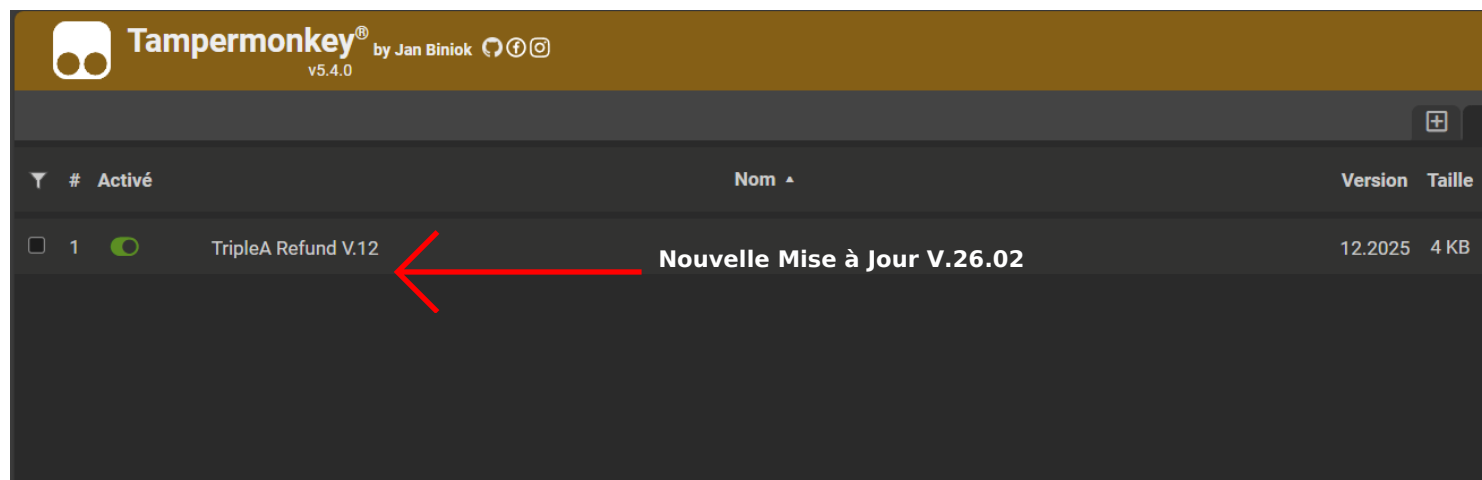 Tampermonkey® by Jan Biniok
v5.4.0
# Activé Nom Version Taille
1 TripleA Refund V.12 Nouvelle Mise à Jour V.26.02 12.2025 4 KB